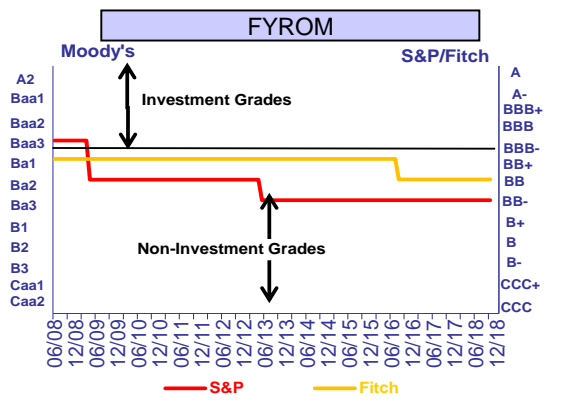 FYROM
Moody's
S&P/Fitch
A2
Baa1
Baa2
Baa3
Ba1
Ba2
Ba3
B1
B2
B3
Caa1
Caa2
Investment Grades
Non-Investment Grades
A
A-
BBB+
BBB
BBB-
BB+
BB
BB-
B+
B
B-
CCC+
CCC
06/08
12/08
06/09
12/09
06/10
12/10
06/11
12/11
06/12
12/12
06/13
12/13
06/14
12/14
06/15
12/15
06/16
12/16
06/17
12/17
06/18
12/18
S&P
Fitch